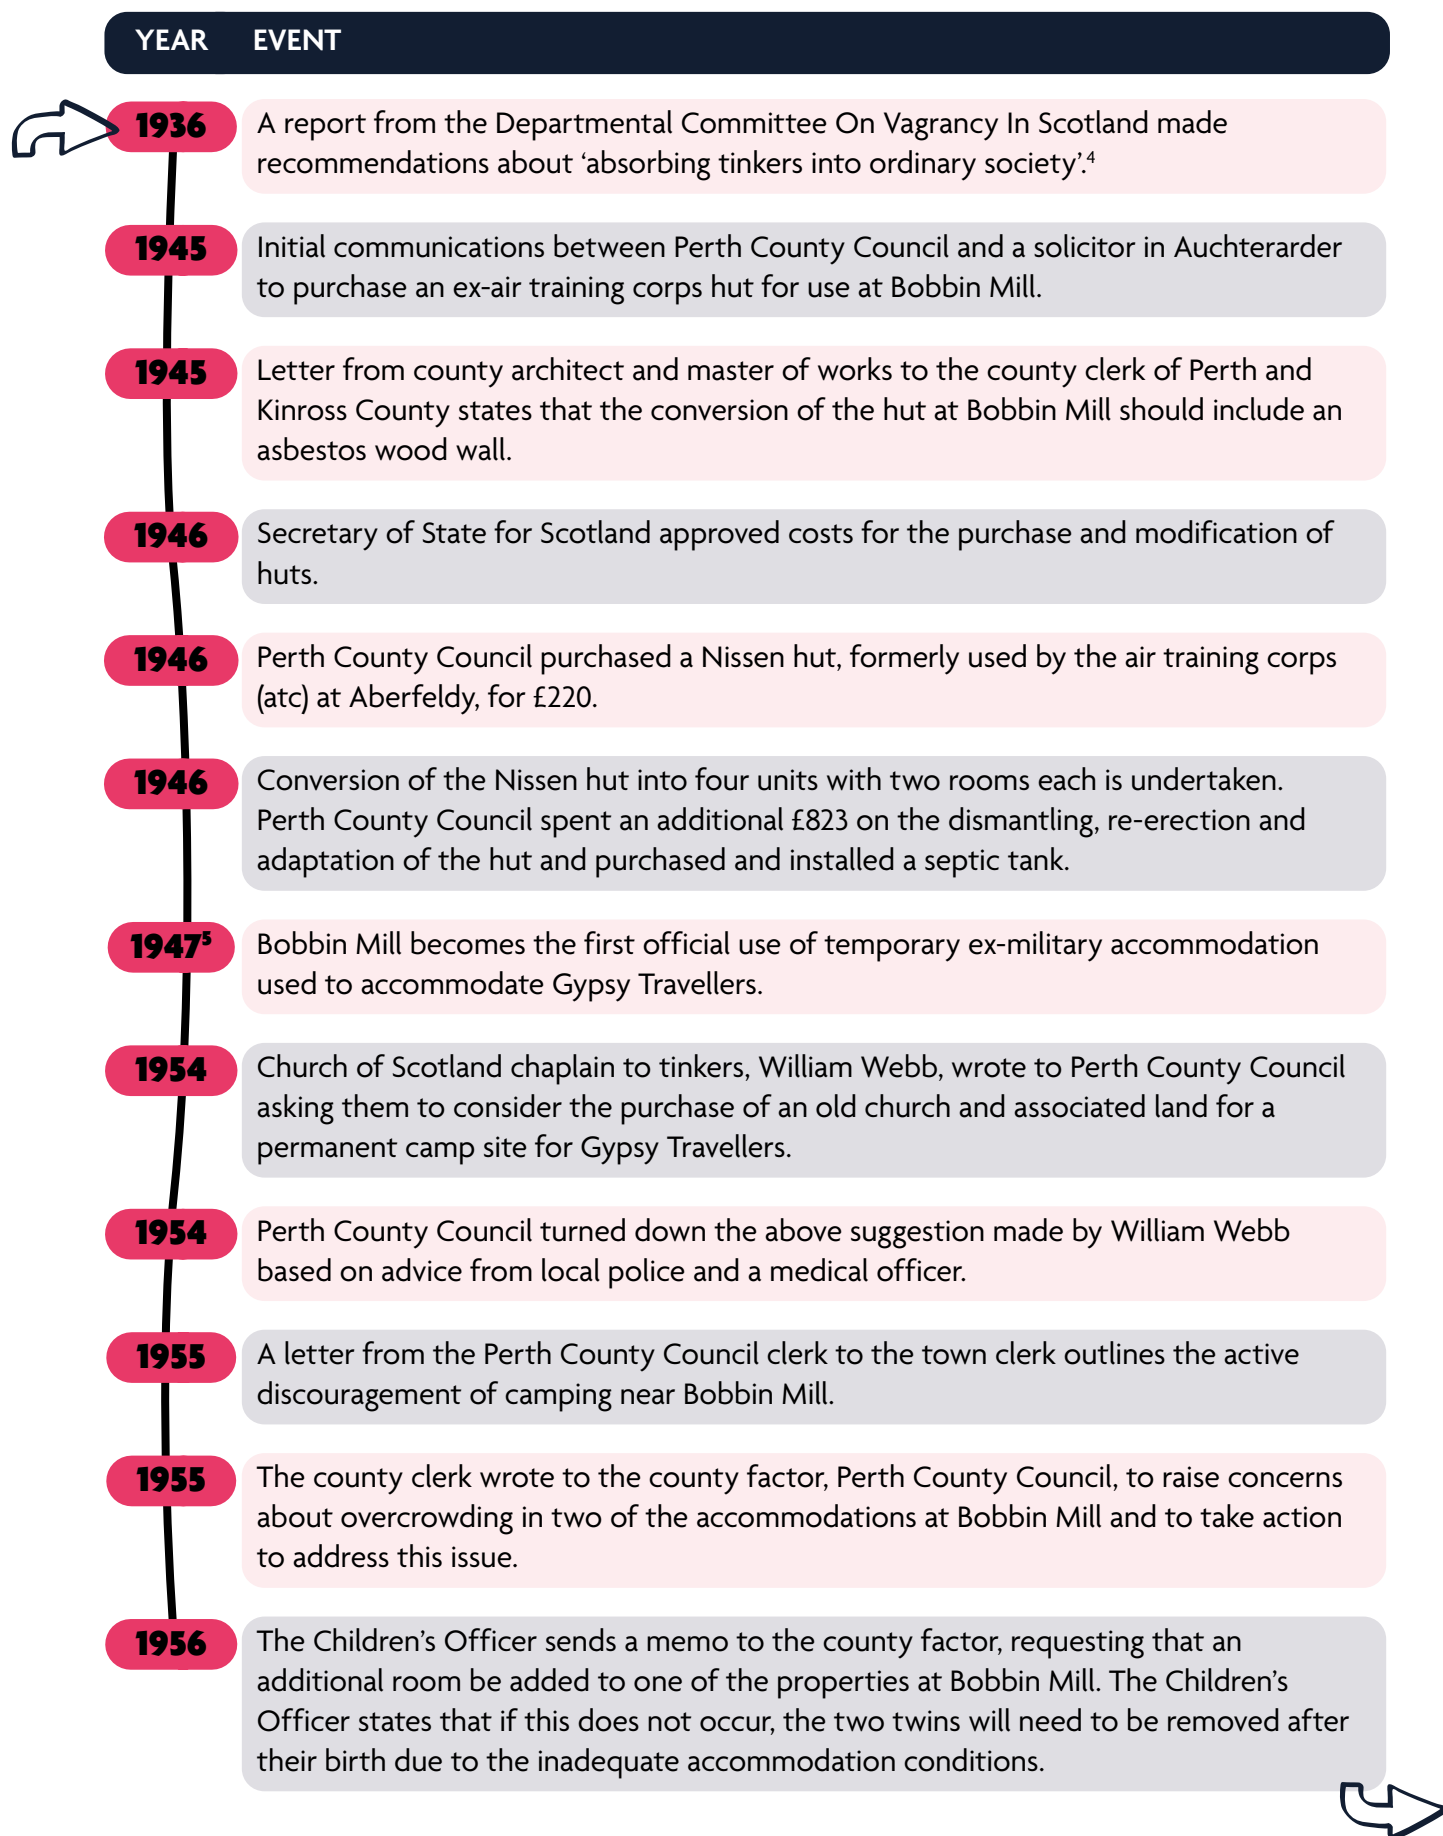 YEAR EVENT
1936 A report from the Departmental Committee On Vagrancy In Scotland made
recommendations about ‘absorbing tinkers into ordinary society’.⁴
1945 Initial communications between Perth County Council and a solicitor in Auchterarder
to purchase an ex-air training corps hut for use at Bobbin Mill.
1945 Letter from county architect and master of works to the county clerk of Perth and
Kinross County states that the conversion of the hut at Bobbin Mill should include an
asbestos wood wall.
1946 Secretary of State for Scotland approved costs for the purchase and modification of
huts.
1946 Perth County Council purchased a Nissen hut, formerly used by the air training corps
(atc) at Aberfeldy, for £220.
1946 Conversion of the Nissen hut into four units with two rooms each is undertaken.
Perth County Council spent an additional £823 on the dismantling, re-erection and
adaptation of the hut and purchased and installed a septic tank.
1947⁵ Bobbin Mill becomes the first official use of temporary ex-military accommodation
used to accommodate Gypsy Travellers.
1954 Church of Scotland chaplain to tinkers, William Webb, wrote to Perth County Council
asking them to consider the purchase of an old church and associated land for a
permanent camp site for Gypsy Travellers.
1954 Perth County Council turned down the above suggestion made by William Webb
based on advice from local police and a medical officer.
1955 A letter from the Perth County Council clerk to the town clerk outlines the active
discouragement of camping near Bobbin Mill.
1955 The county clerk wrote to the county factor, Perth County Council, to raise concerns
about overcrowding in two of the accommodations at Bobbin Mill and to take action
to address this issue.
1956 The Children’s Officer sends a memo to the county factor, requesting that an
additional room be added to one of the properties at Bobbin Mill. The Children’s
Officer states that if this does not occur, the two twins will need to be removed after
their birth due to the inadequate accommodation conditions.